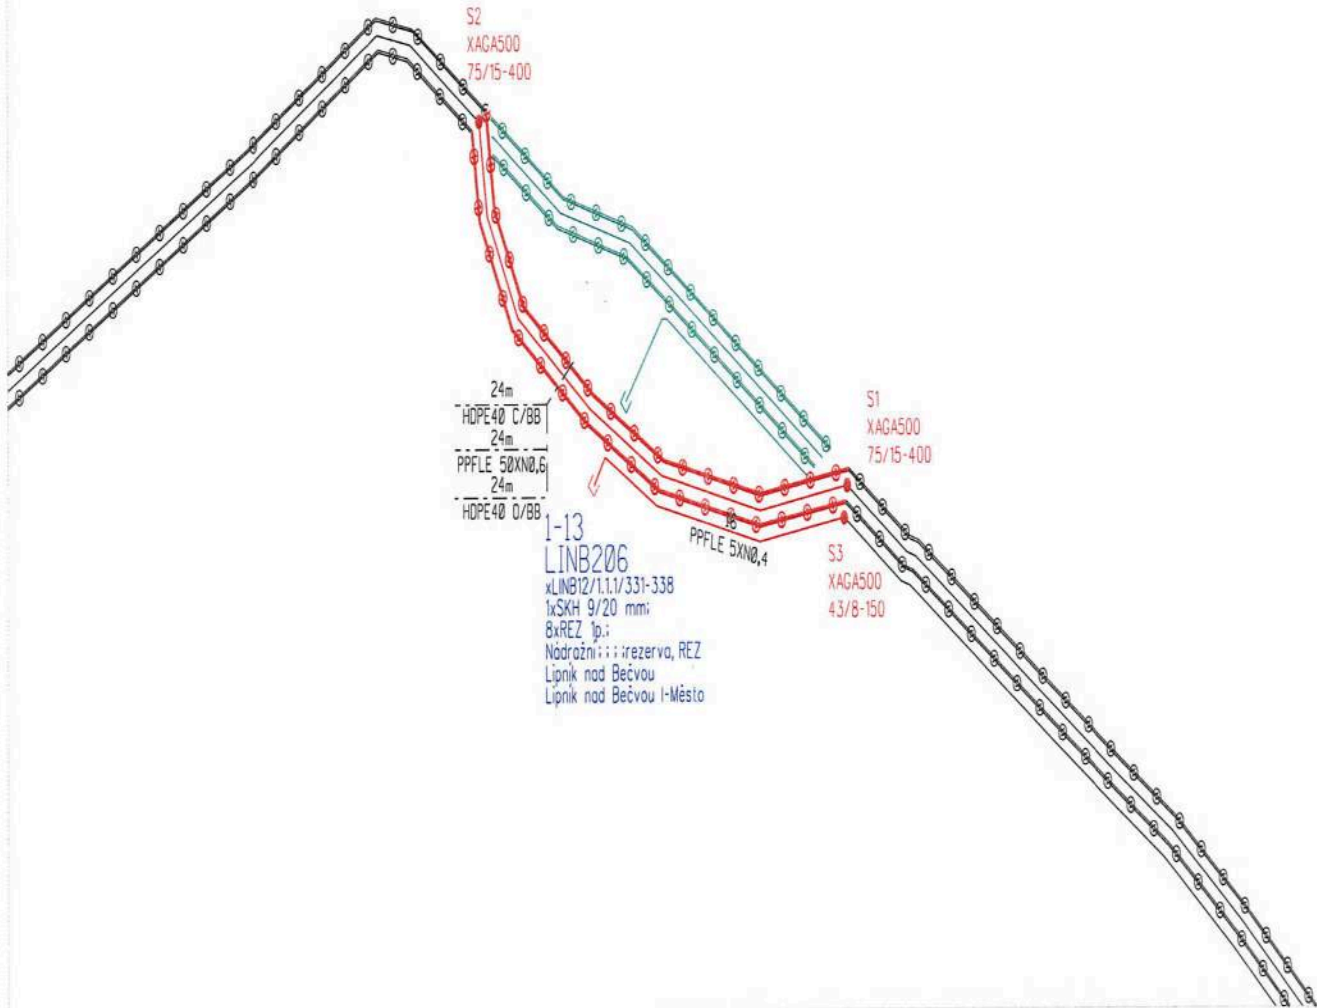 S2
XAGA500
75/15-400
S1
XAGA500
75/15-400
24m
HDPE40 C/BB
24m
PPFLE 50XN0,6
24m
HDPE40 O/BB
PPFLE 5XN0,4
S3
XAGA500
43/8-150
1-13
LINB206
xLINB12/1.1.1/331-338
1xSKH 9/20 mm;
8xREZ 1p.;
Nádražní;;;;rezerva, REZ
Lipník nad Bečvou
Lipník nad Bečvou I-Město